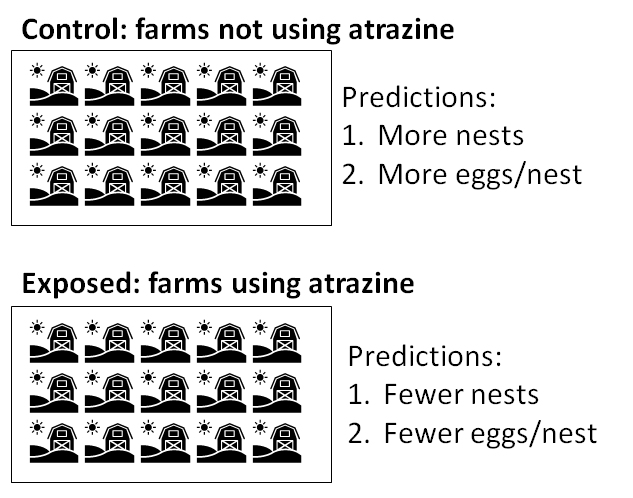 Control: farms not using atrazine
Predictions:
1. More nests
2. More eggs/nest
Exposed: farms using atrazine
Predictions:
1. Fewer nests
2. Fewer eggs/nest